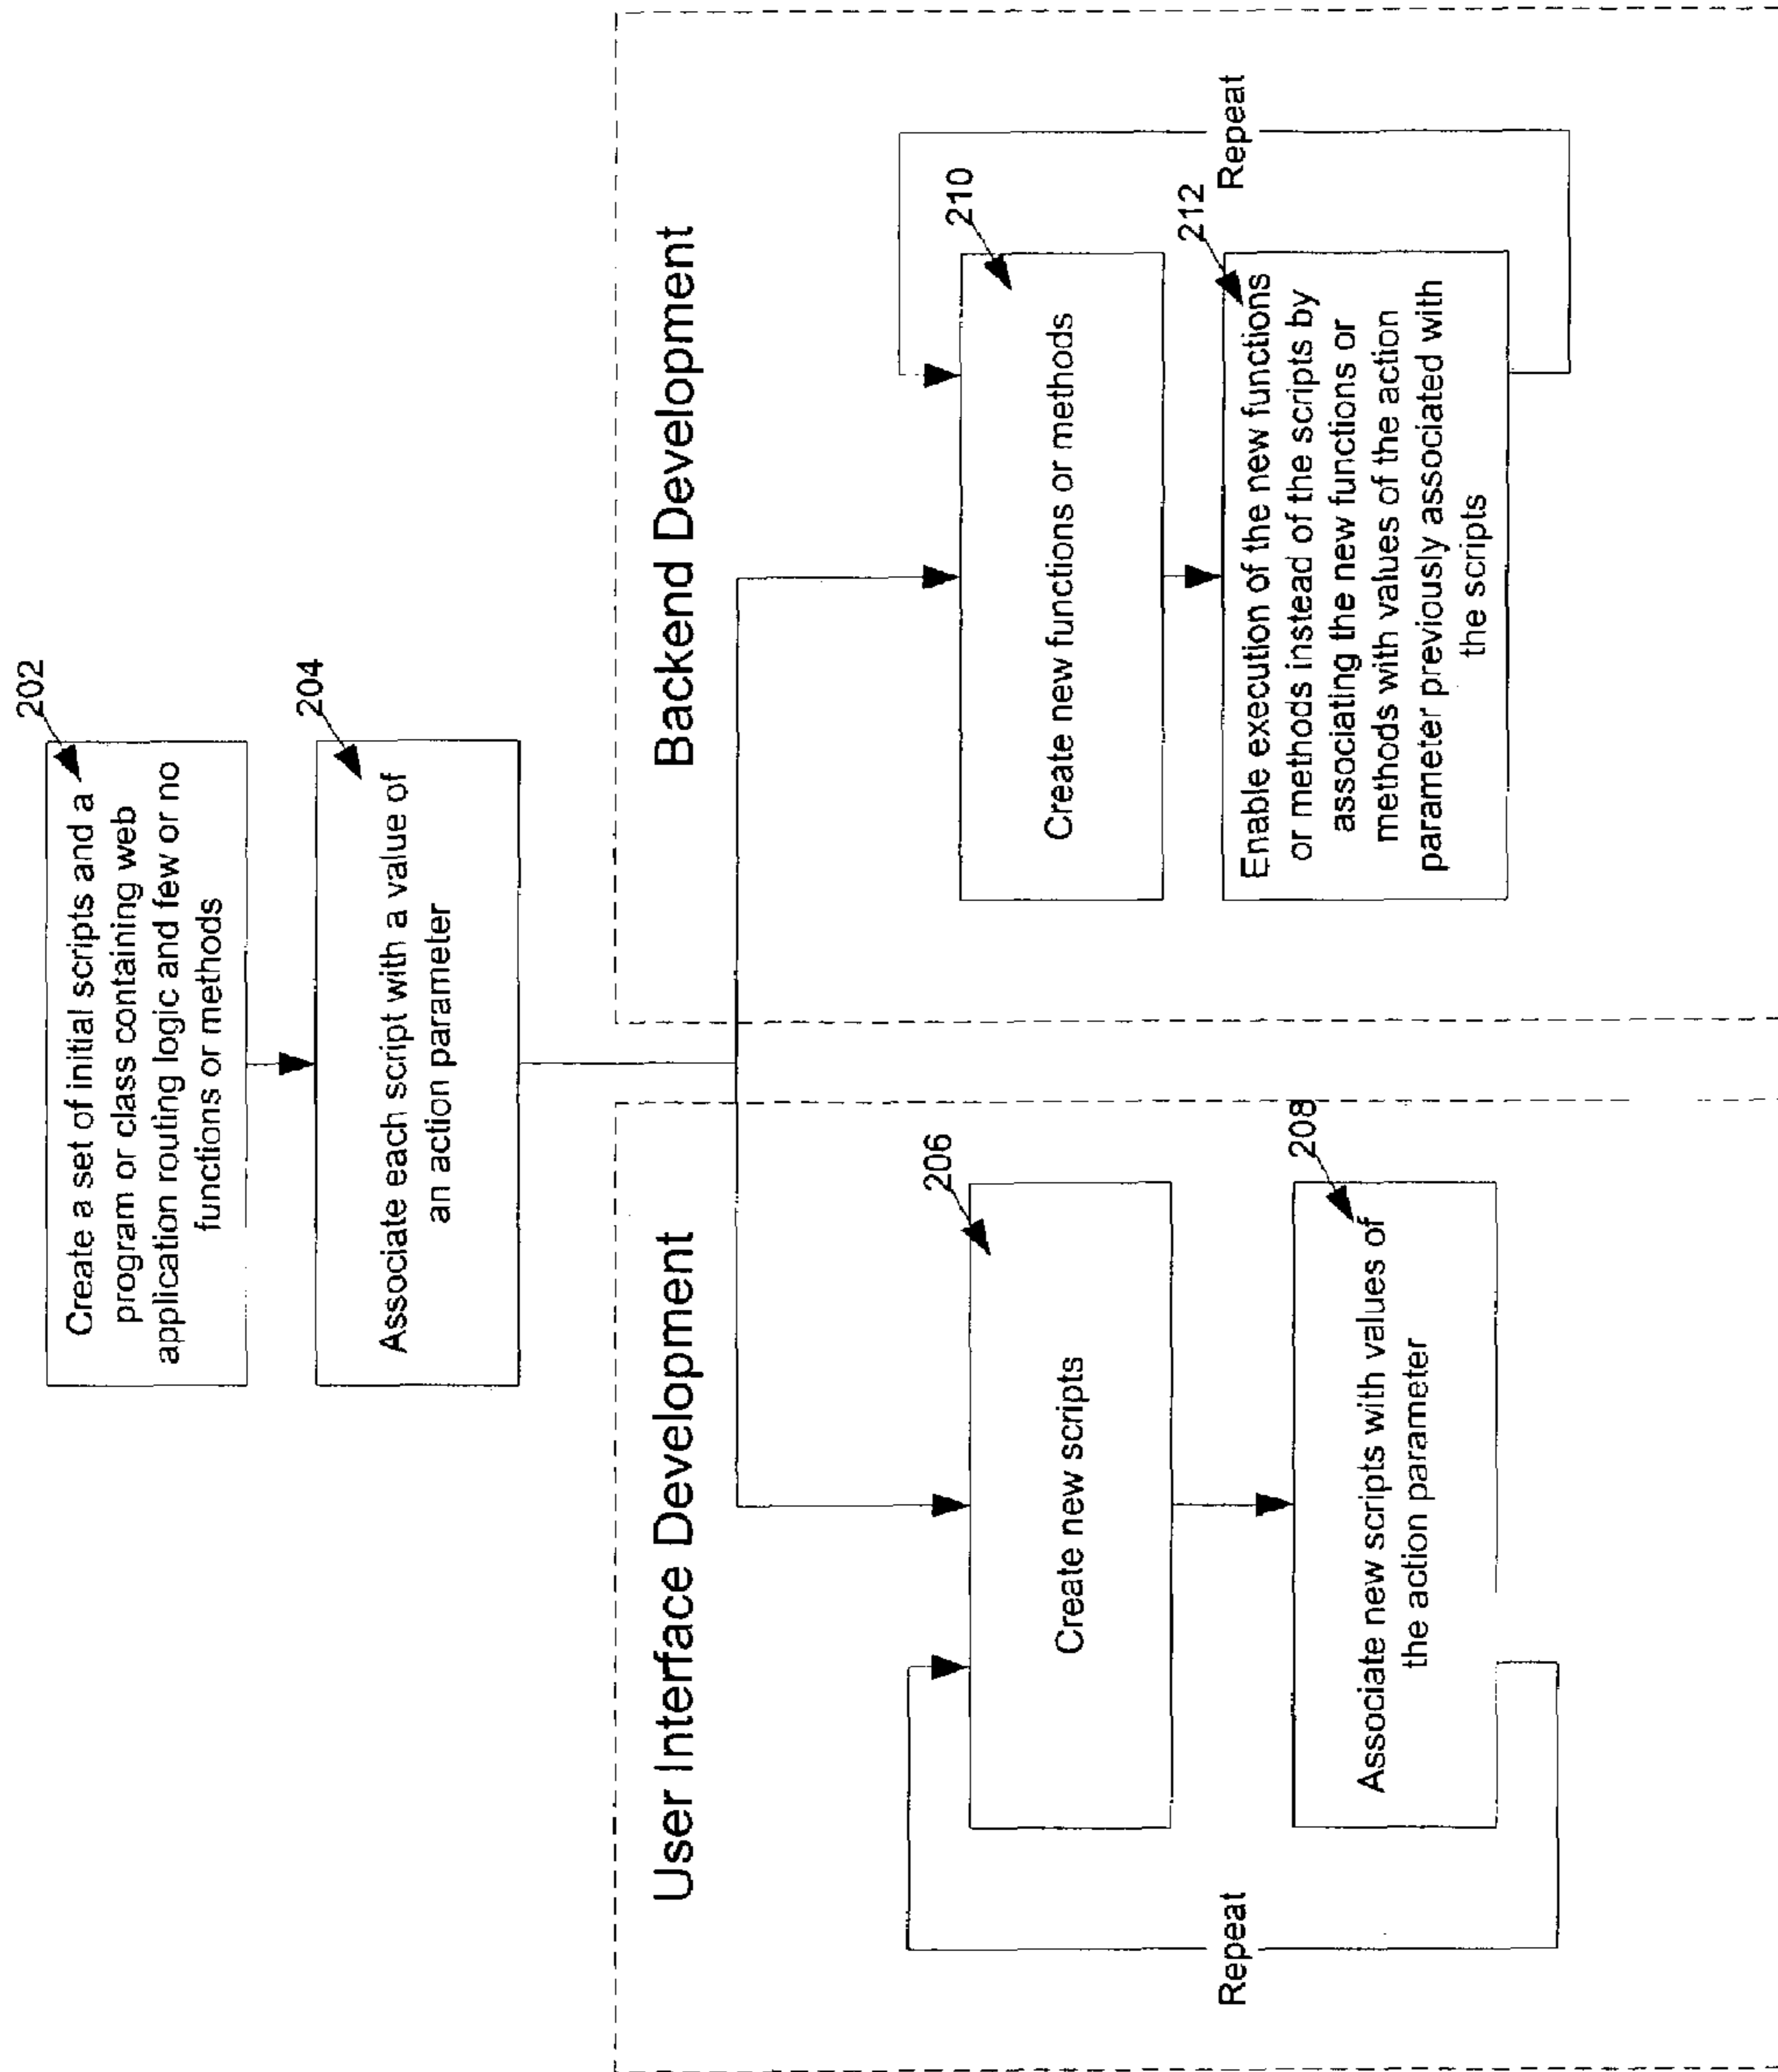 202
Create a set of initial scripts and a
program or class containing web
application routing logic and few or no
functions or methods
204
Associate each script with a value of
an action parameter
User Interface Development
206
Create new scripts
208
Associate new scripts with values of
the action parameter
Repeat
Backend Development
210
Create new functions or methods
212
Enable execution of the new functions
or methods instead of the scripts by
associating the new functions or
methods with values of the action
parameter previously associated with
the scripts
Repeat